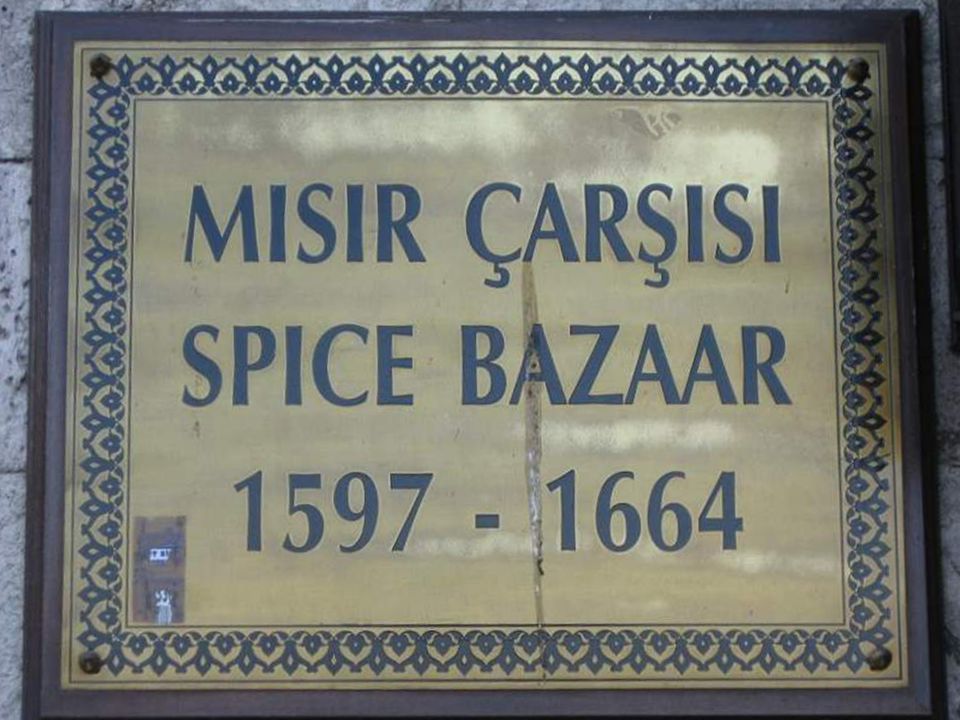 MISIR ÇARŞISI
SPICE BAZAAR
1597 - 1664